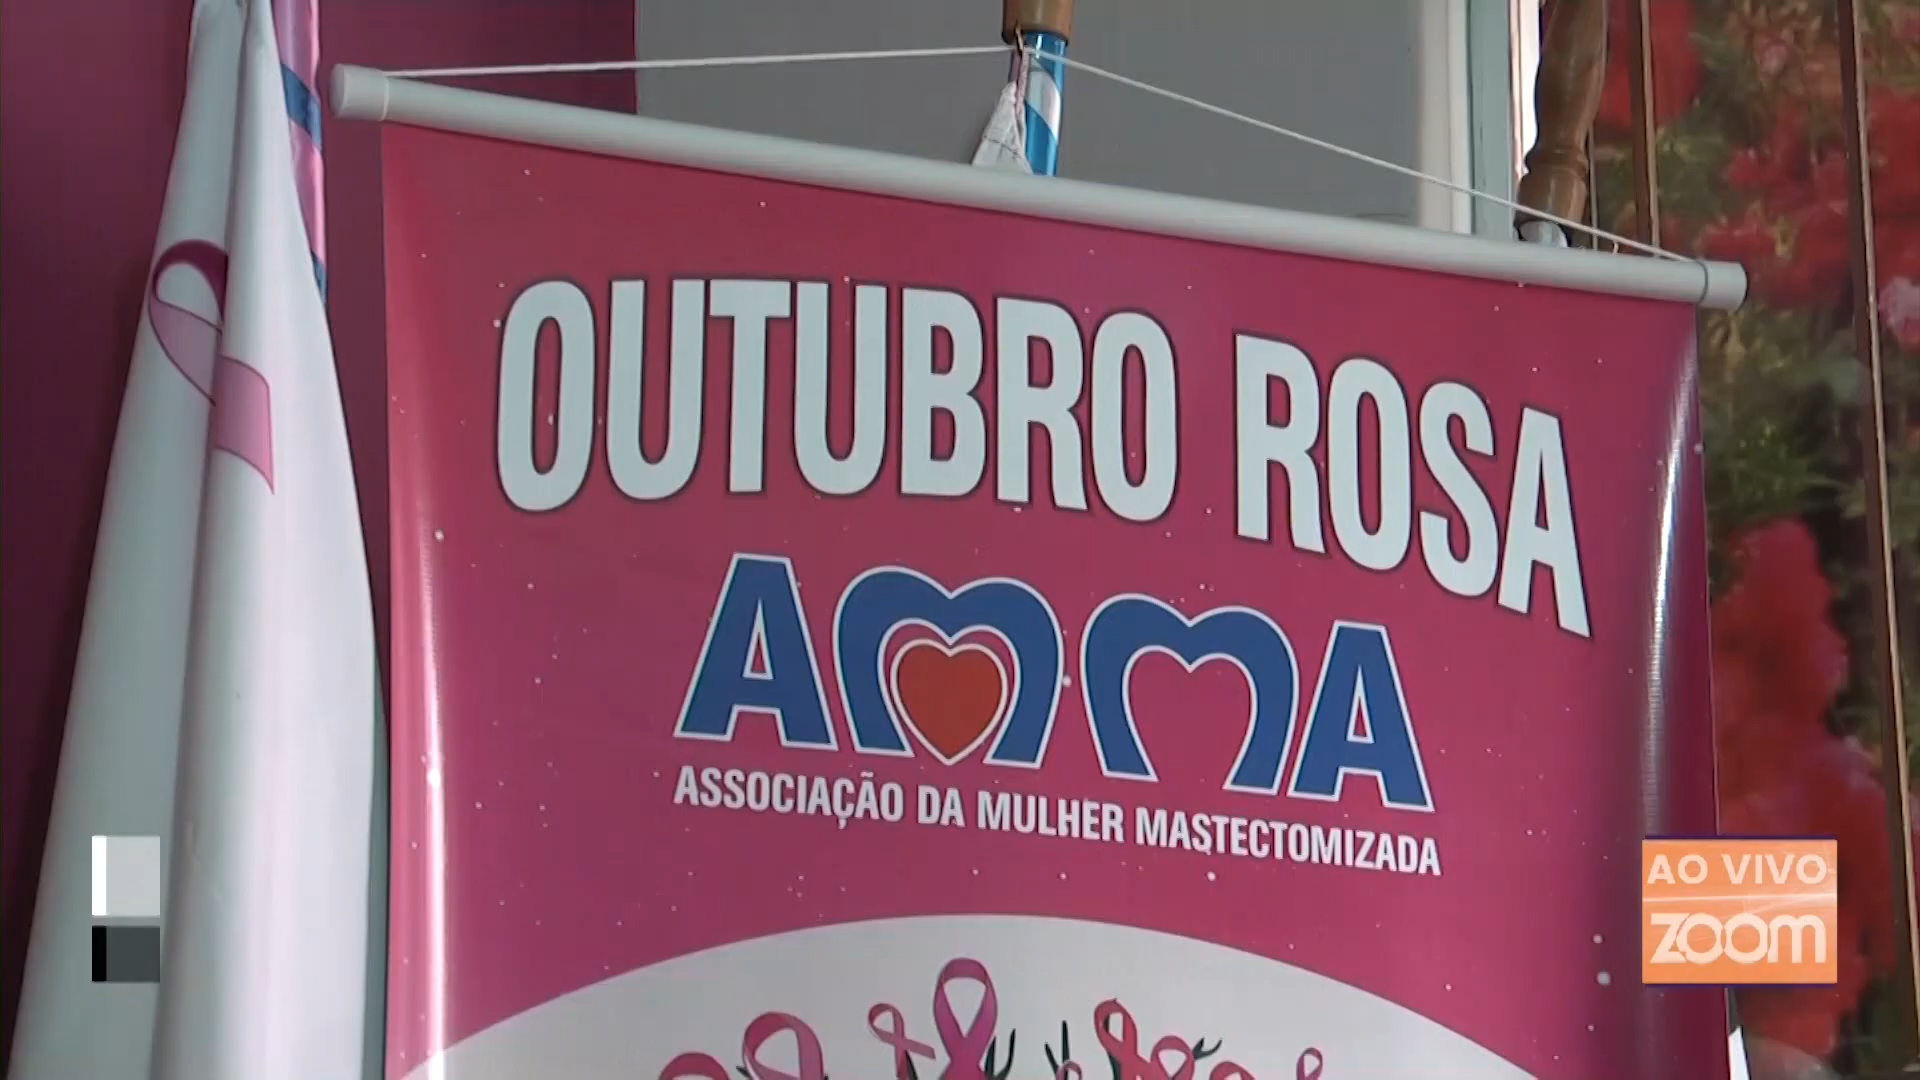 OUTUBRO ROSA
AMMA
ASSOCIAÇÃO DA MULHER MASTECTOMIZADA
AO VIVO
ZOOM